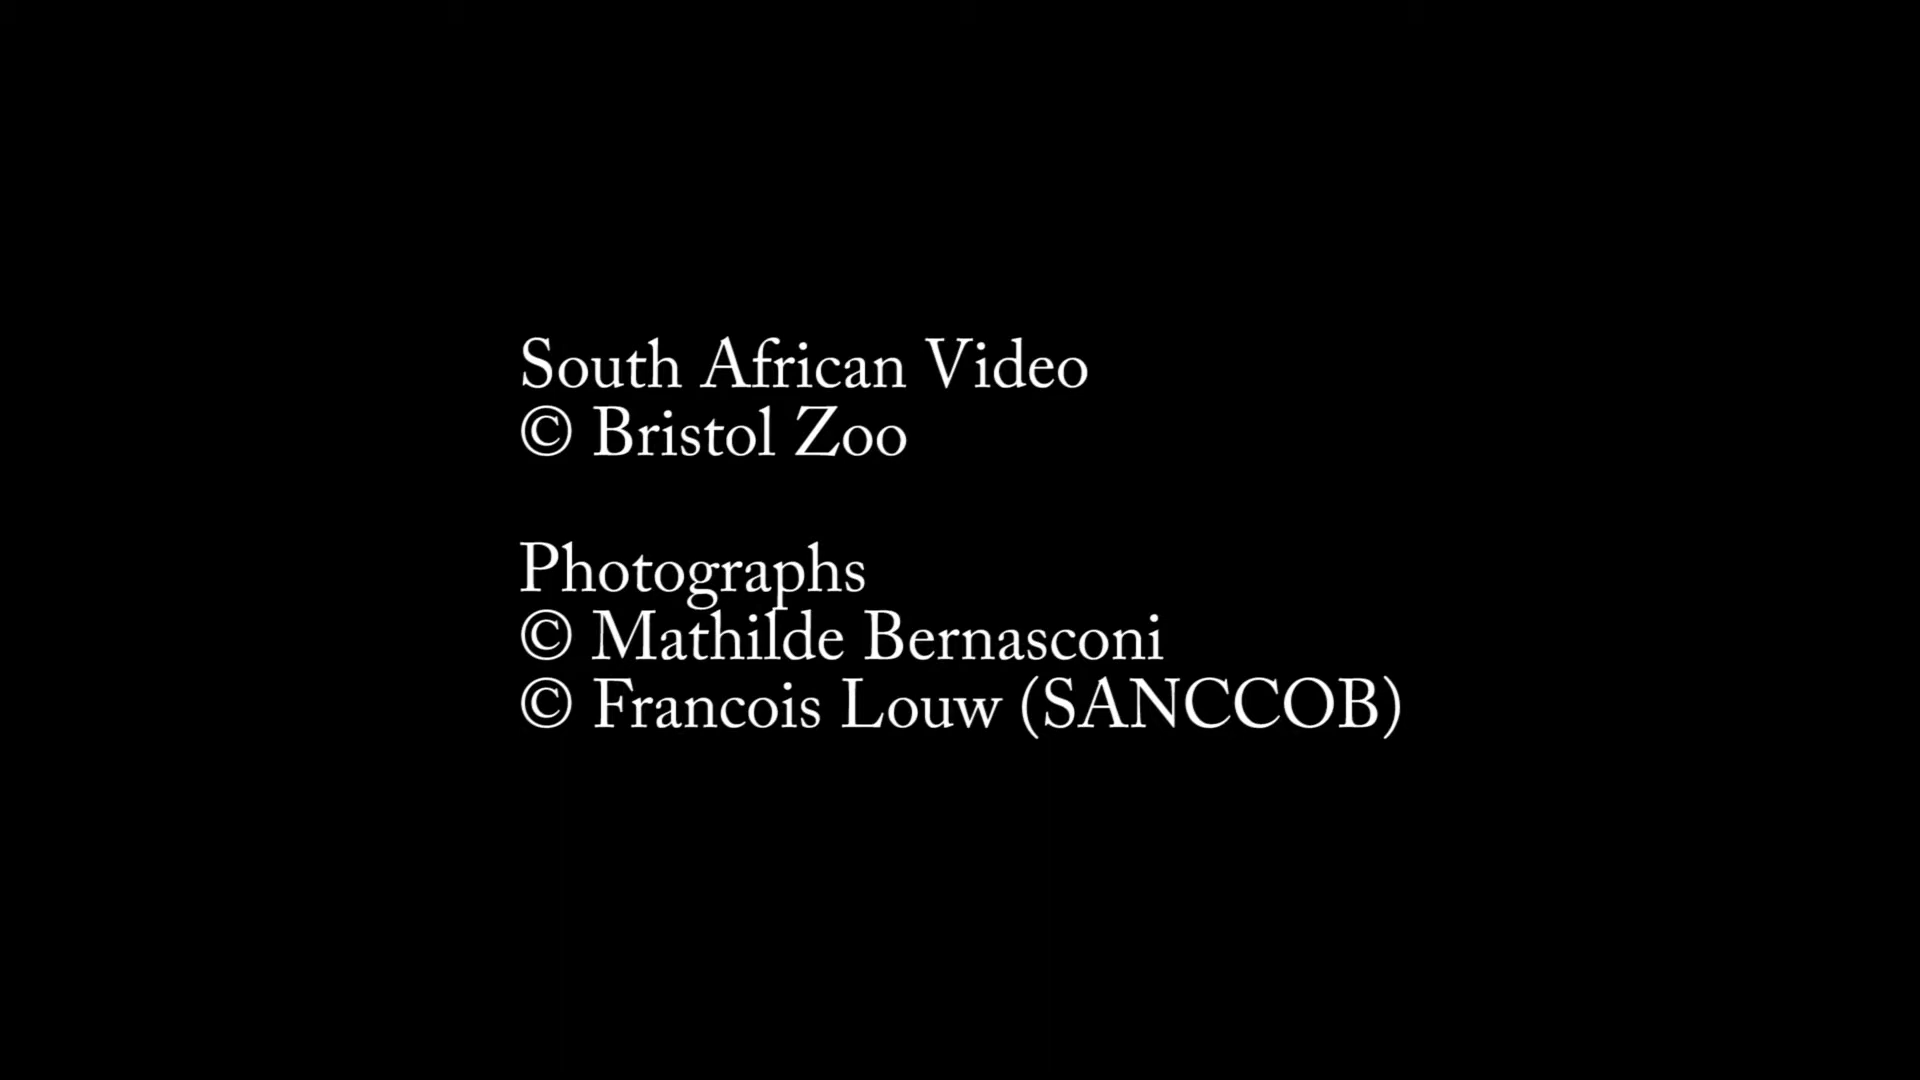 South African Video
© Bristol Zoo
Photographs
© Mathilde Bernasconi
© Francois Louw (SANCCOB)